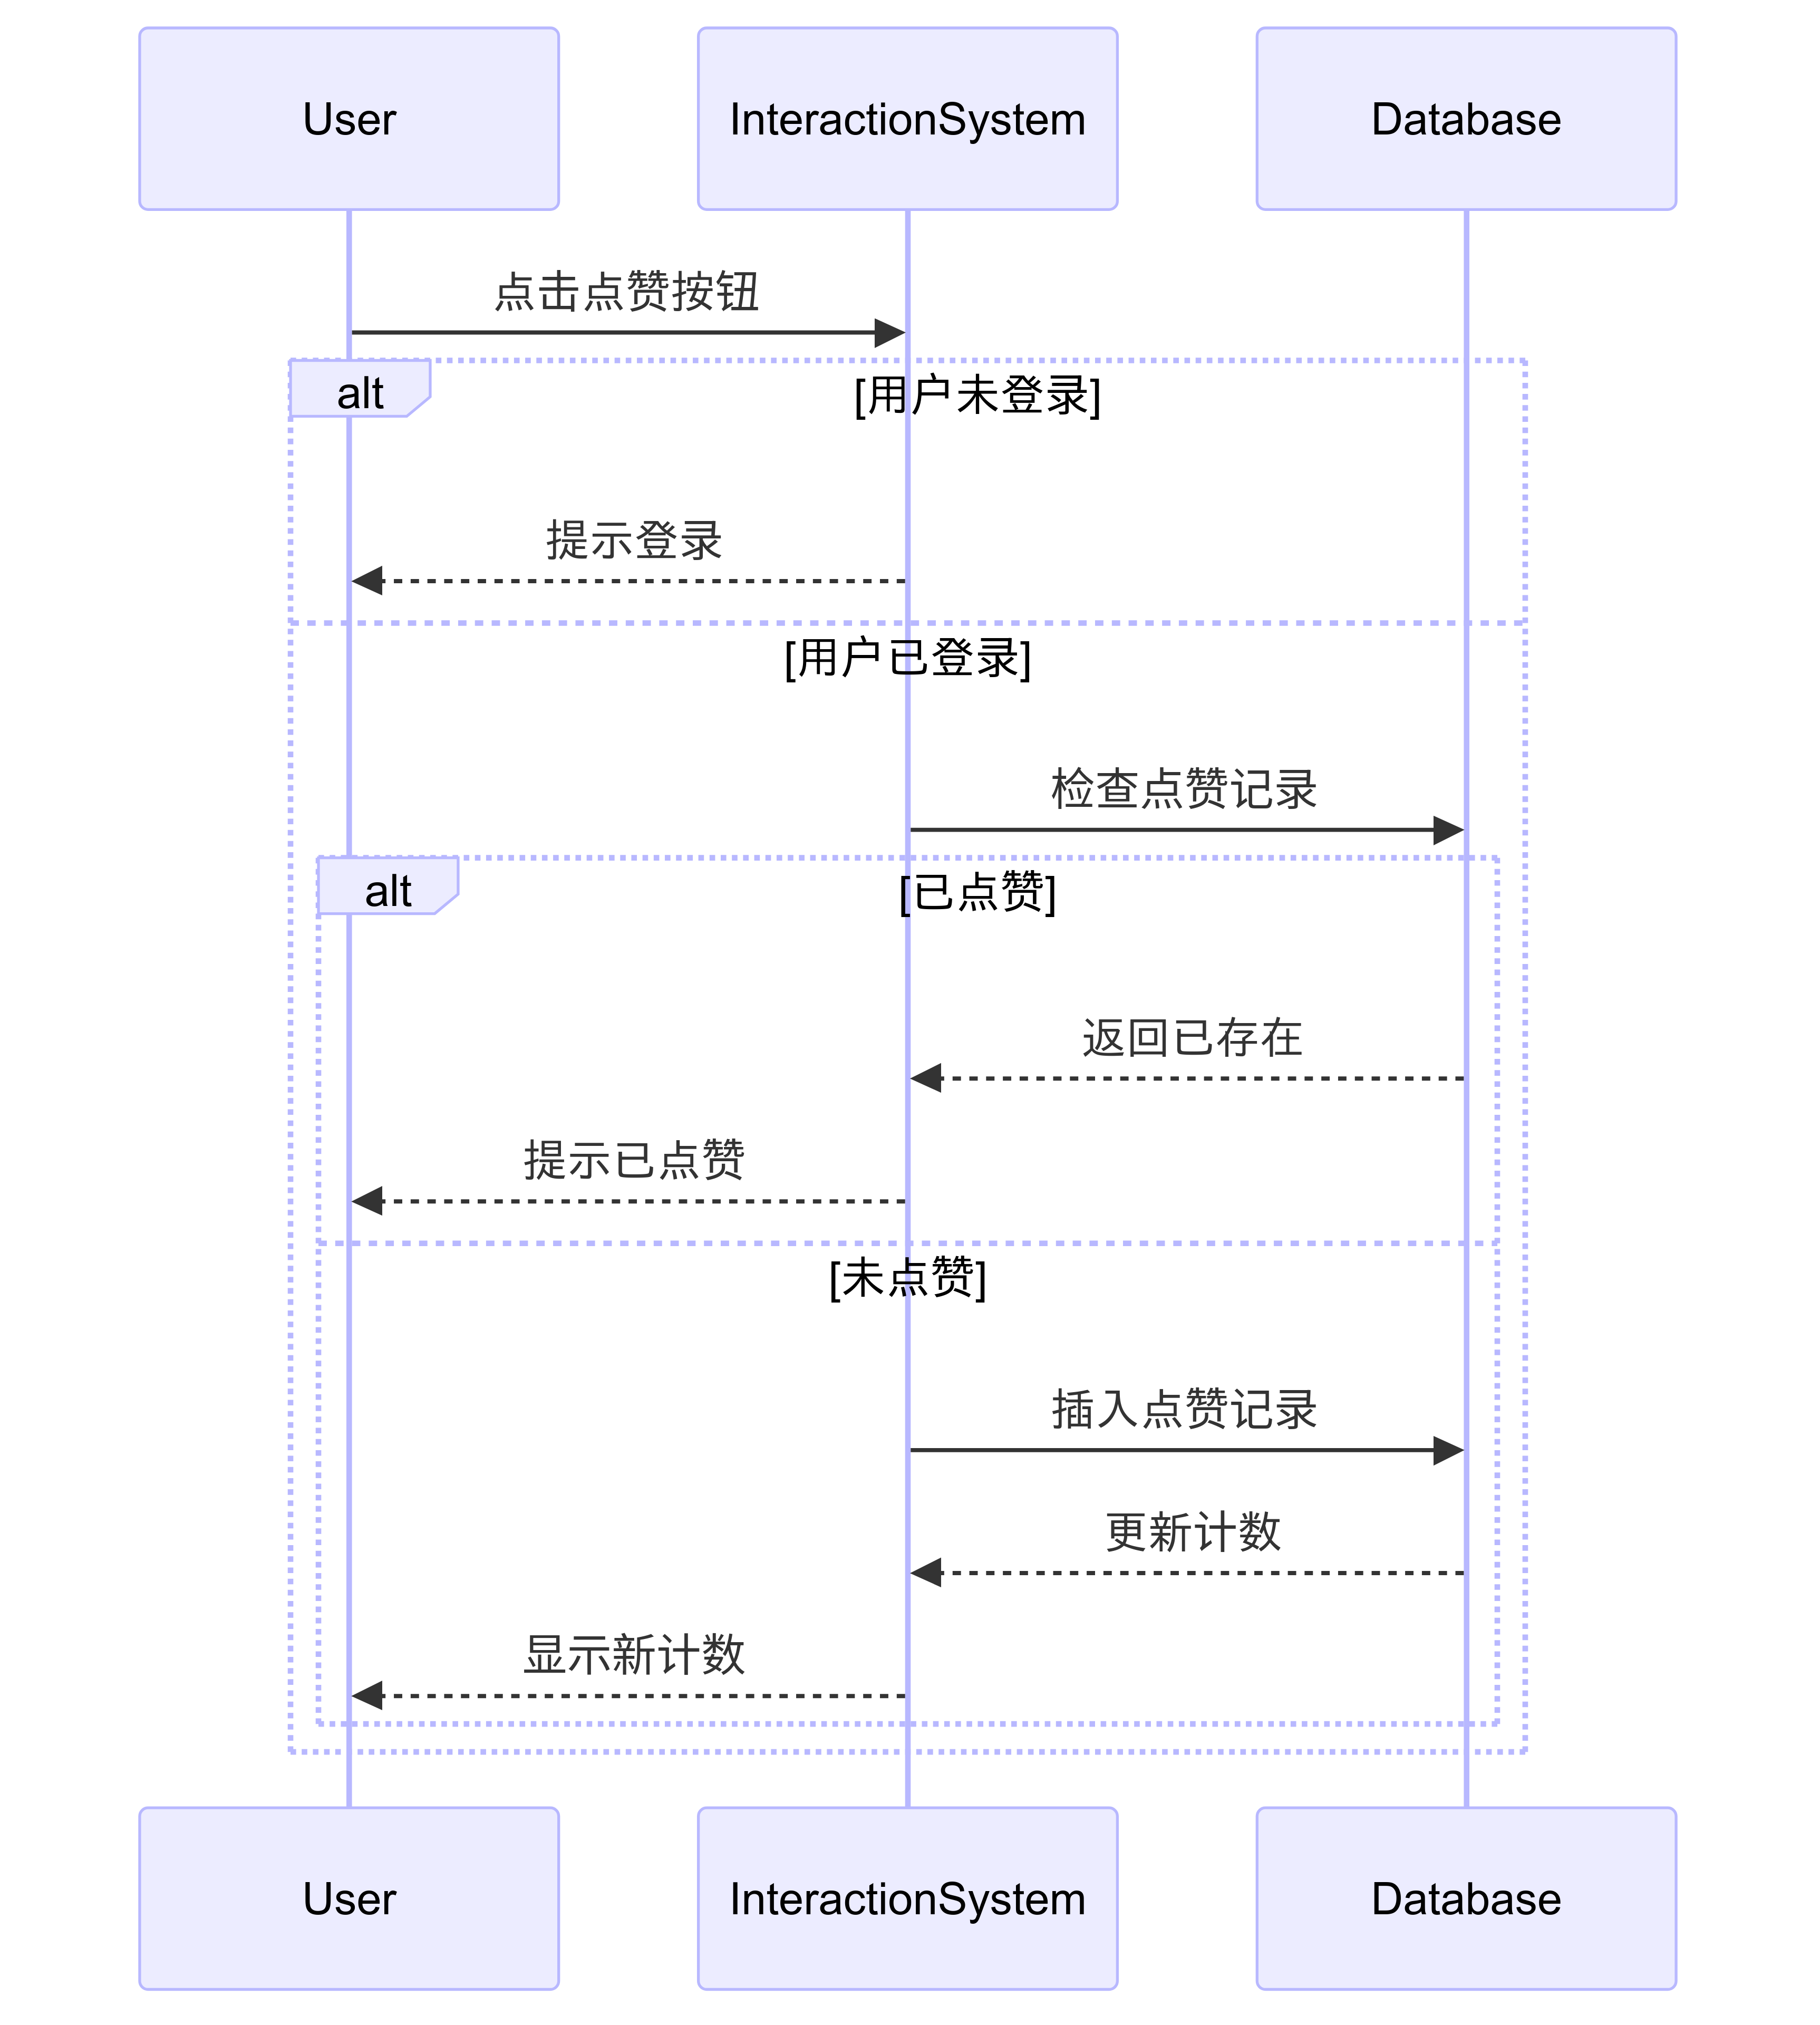 User
InteractionSystem
Database
点击点赞按钮
alt
[用户未登录]
提示登录
[用户已登录]
检查点赞记录
alt
[已点赞]
返回已存在
提示已点赞
[未点赞]
插入点赞记录
更新计数
显示新计数
User
InteractionSystem
Database